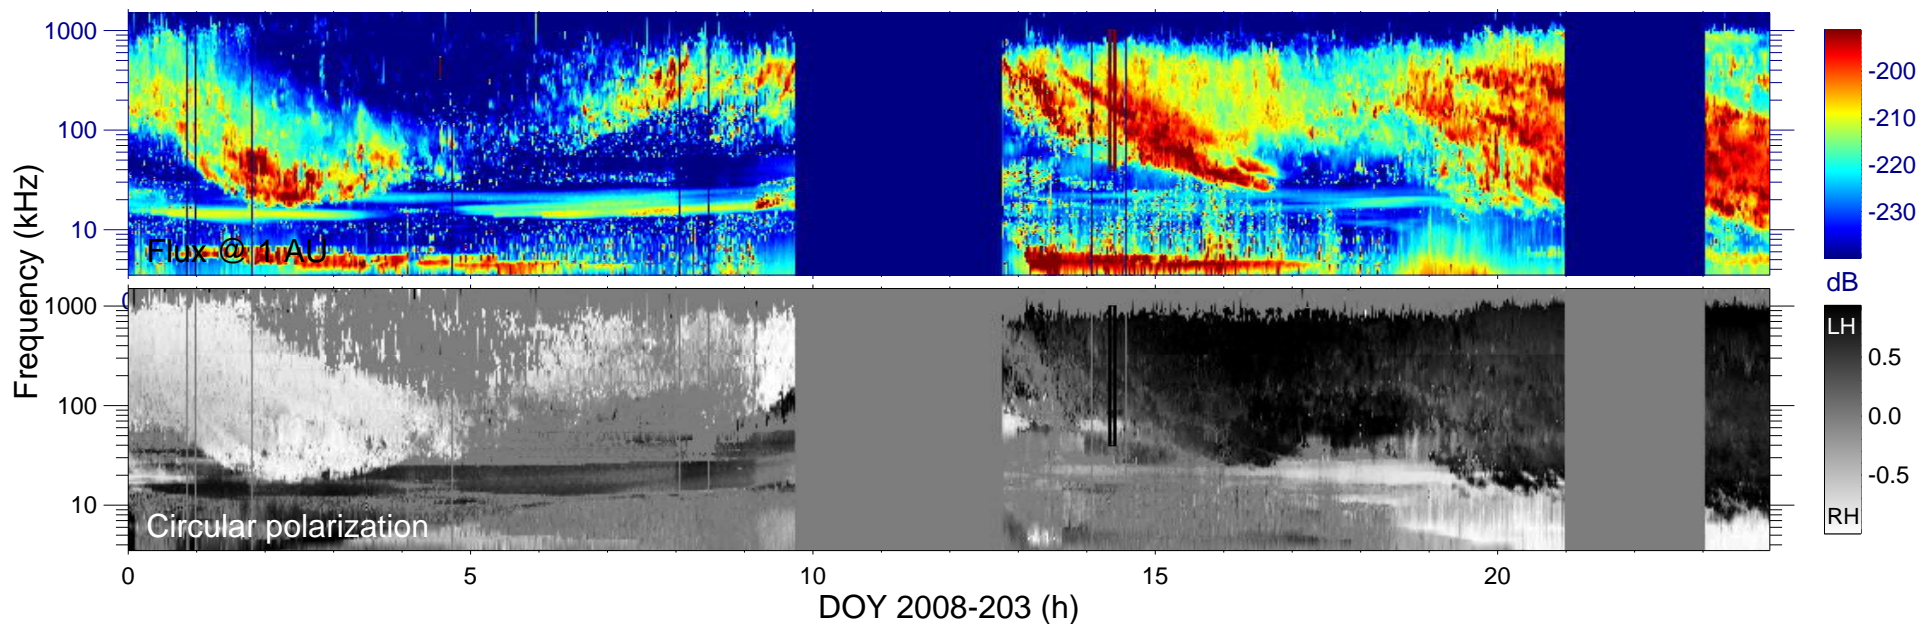 1000
100
10
Flux @ 1 AU
0
-200
-210
-220
-230
dB
Frequency (kHz)
1000
100
10
Circular polarization
LH
0.5
0.0
-0.5
RH
0
5
10
15
20
DOY 2008-203 (h)